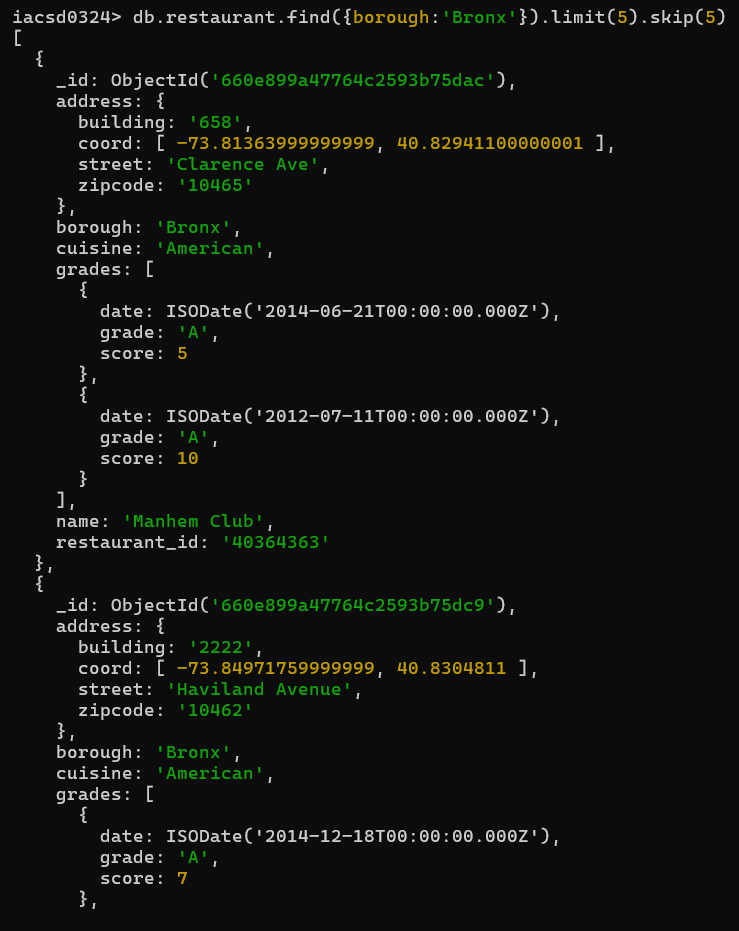 iacsd0324> db.restaurant.find({borough:'Bronx'}).limit(5).skip(5)
[
  {
    _id: ObjectId('660e899a47764c2593b75dac'),
    address: {
      building: '658',
      coord: [ -73.81363999999999, 40.82941100000001 ],
      street: 'Clarence Ave',
      zipcode: '10465'
    },
    borough: 'Bronx',
    cuisine: 'American',
    grades: [
      {
        date: ISODate('2014-06-21T00:00:00.000Z'),
        grade: 'A',
        score: 5
      },
      {
        date: ISODate('2012-07-11T00:00:00.000Z'),
        grade: 'A',
        score: 10
      }
    ],
    name: 'Manhem Club',
    restaurant_id: '40364363'
  },
  {
    _id: ObjectId('660e899a47764c2593b75dc9'),
    address: {
      building: '2222',
      coord: [ -73.84971759999999, 40.8304811 ],
      street: 'Haviland Avenue',
      zipcode: '10462'
    },
    borough: 'Bronx',
    cuisine: 'American',
    grades: [
      {
        date: ISODate('2014-12-18T00:00:00.000Z'),
        grade: 'A',
        score: 7
      },